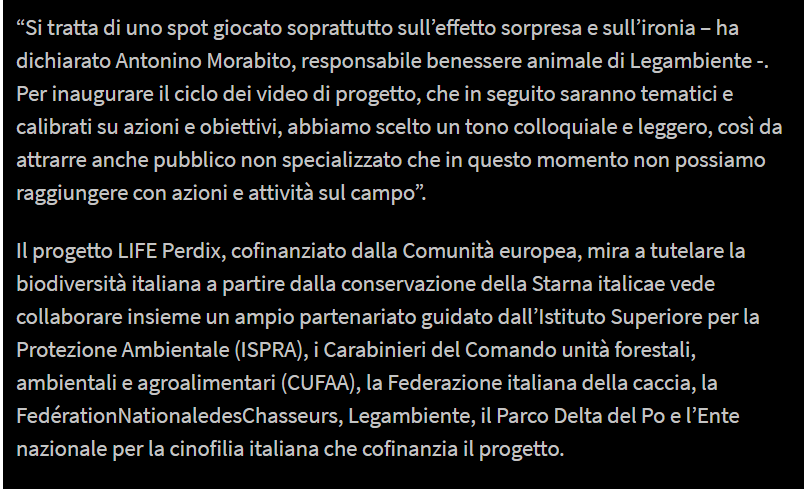 “Si tratta di uno spot giocato soprattutto sull’effetto sorpresa e sull’ironia – ha
dichiarato Antonino Morabito, responsabile benessere animale di Legambiente -.
Per inaugurare il ciclo dei video di progetto, che in seguito saranno tematici e
calibrati su azioni e obiettivi, abbiamo scelto un tono colloquiale e leggero, così da
attrarre anche pubblico non specializzato che in questo momento non possiamo
raggiungere con azioni e attività sul campo”.
Il progetto LIFE Perdix, cofinanziato dalla Comunità europea, mira a tutelare la
biodiversità italiana a partire dalla conservazione della Starna italicae vede
collaborare insieme un ampio partenariato guidato dall’Istituto Superiore per la
Protezione Ambientale (ISPRA), i Carabinieri del Comando unità forestali,
ambientali e agroalimentari (CUFAA), la Federazione italiana della caccia, la
FedérationNationaledesChasseurs, Legambiente, il Parco Delta del Po e l’Ente
nazionale per la cinofilia italiana che cofinanzia il progetto.